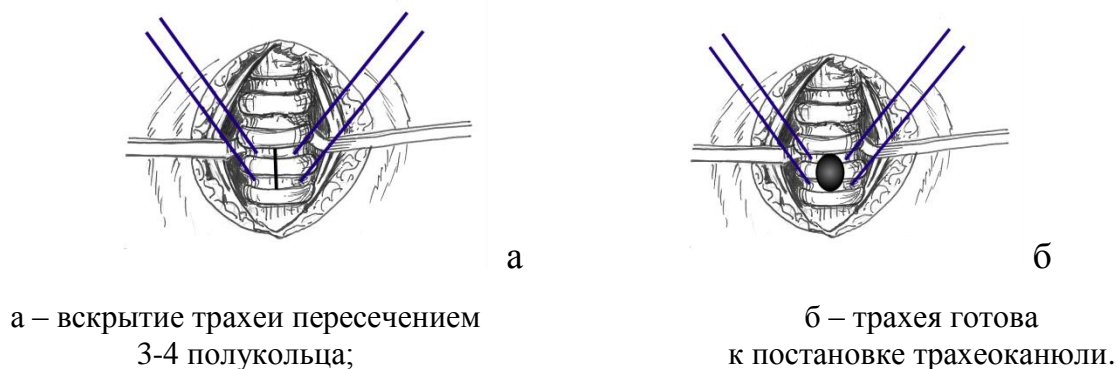 а
б
а – вскрытие трахеи пересечением
3-4 полукольца;
б – трахея готова
к постановке трахеоканюли.